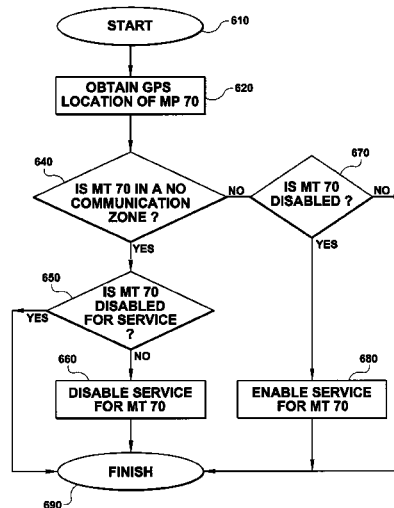 START
610
OBTAIN GPS
LOCATION OF MP 70
620
640
IS MT 70 IN A NO
COMMUNICATION
ZONE ?
NO
670
IS MT 70
DISABLED ?
NO
YES
YES
650
IS MT 70
DISABLED
FOR SERVICE
?
YES
NO
660
DISABLE SERVICE
FOR MT 70
680
ENABLE SERVICE
FOR MT 70
FINISH
690